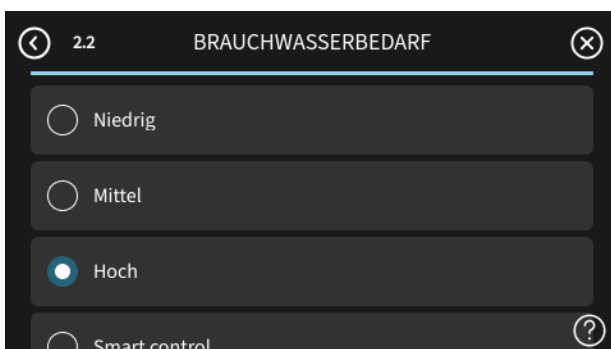 2.2 BRAUCHWASSERBEDARF
Niedrig
Mittel
Hoch
Smart control
?